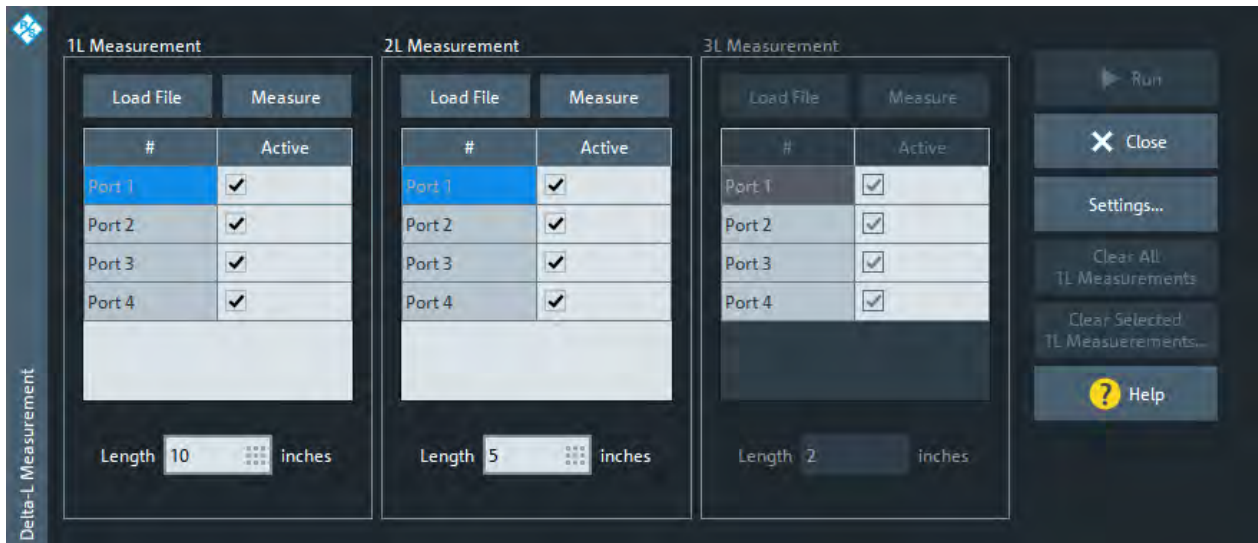 R&S
1L Measurement
2L Measurement
3L Measurement
Load File Measure
Load File Measure
Load File Measure
Run
# Active
# Active
# Active
Close
Port 1
Port 2
Port 3
Port 4
Port 1
Port 2
Port 3
Port 4
Port 1
Port 2
Port 3
Port 4
Settings...
Clear All
1L Measurements
Clear Selected
1L Measuerements...
? Help
Length 10 inches
Length 5 inches
Length 2 inches
Delta-L Measurement